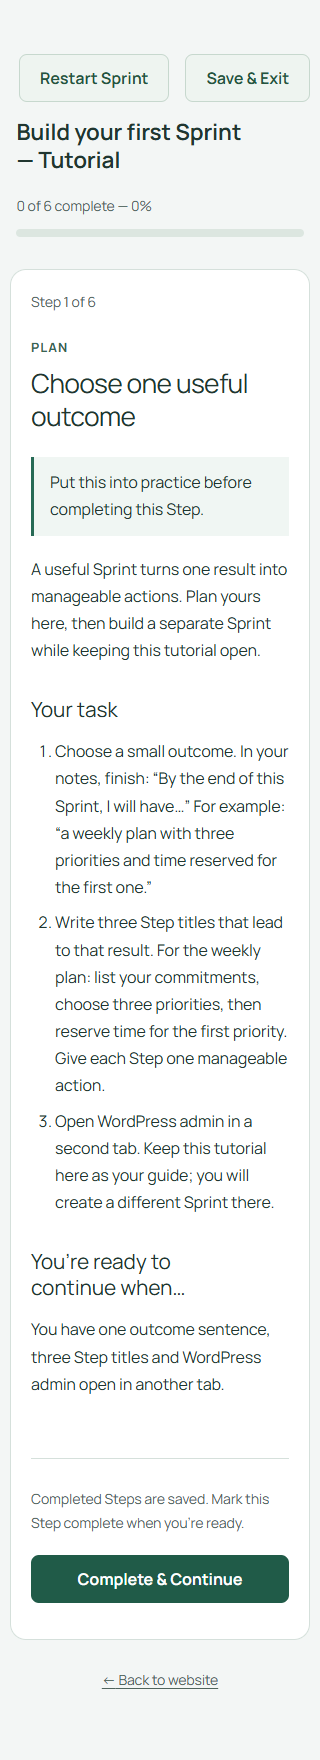 Restart Sprint
Save & Exit
Build your first Sprint
— Tutorial
0 of 6 complete — 0%
Step 1 of 6
PLAN
Choose one useful
outcome
Put this into practice before
completing this Step.
A useful Sprint turns one result into
manageable actions. Plan yours
here, then build a separate Sprint
while keeping this tutorial open.
Your task
1. Choose a small outcome. In your
notes, finish: “By the end of this
Sprint, I will have…” For example:
“a weekly plan with three
priorities and time reserved for
the first one.”
2. Write three Step titles that lead
to that result. For the weekly
plan: list your commitments,
choose three priorities, then
reserve time for the first priority.
Give each Step one manageable
action.
3. Open WordPress admin in a
second tab. Keep this tutorial
here as your guide; you will
create a different Sprint there.
You’re ready to
continue when…
You have one outcome sentence,
three Step titles and WordPress
admin open in another tab.
Completed Steps are saved. Mark this
Step complete when you’re ready.
Complete & Continue
← Back to website